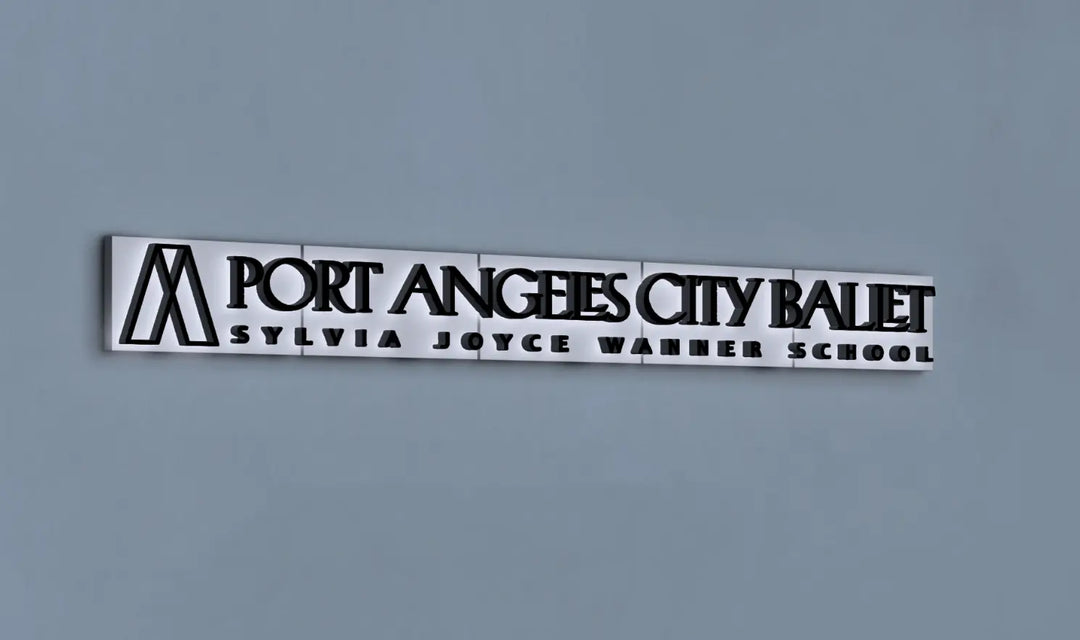 PORT ANGELES CITY BALLET
SYLVIA JOYCE WANNER SCHOOL